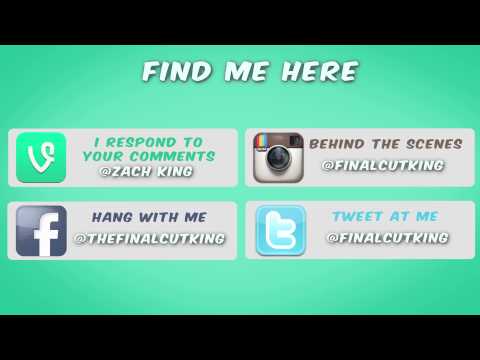 FIND ME HERE
I RESPOND TO
YOUR COMMENTS
@ZACH KING
BEHIND THE SCENES
@FINALCUTKING
HANG WITH ME
@THEFINALCUTKING
TWEET AT ME
@FINALCUTKING